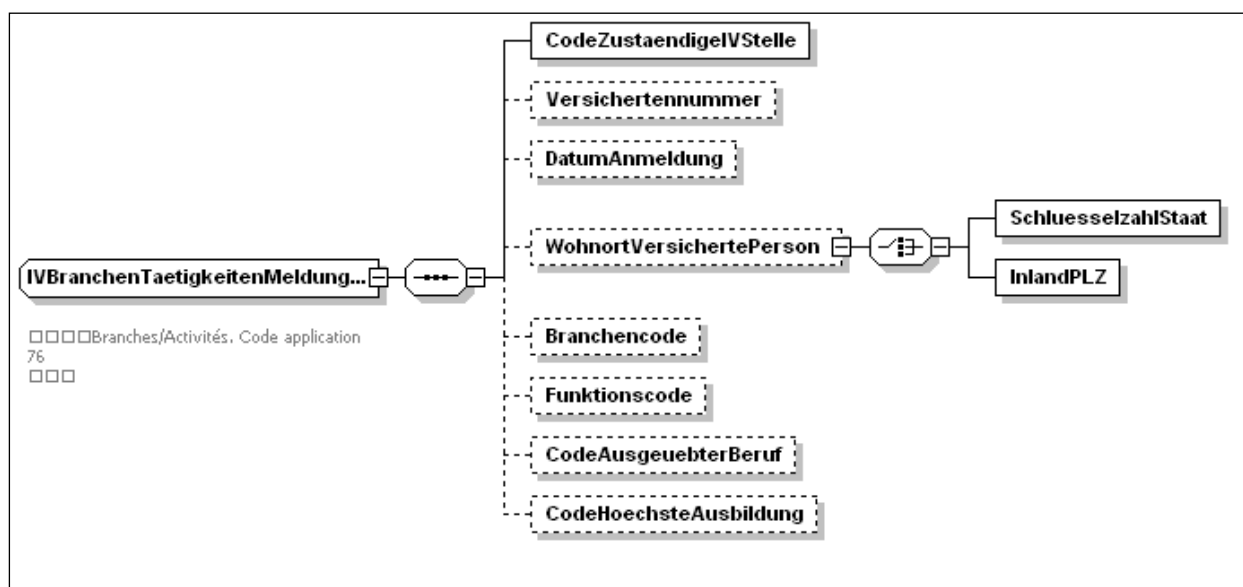 CodeZustaendigeIVStelle
Versichertennummer
DatumAnmeldung
SchluesselzahlStaat
WohnortVersichertePerson
IVBranchenTaetigkeitenMeldung...
InlandPLZ
□□□□Branches/Activités. Code application
76
□□□
Branchencode
Funktionscode
CodeAusgeuebterBeruf
CodeHoechsteAusbildung